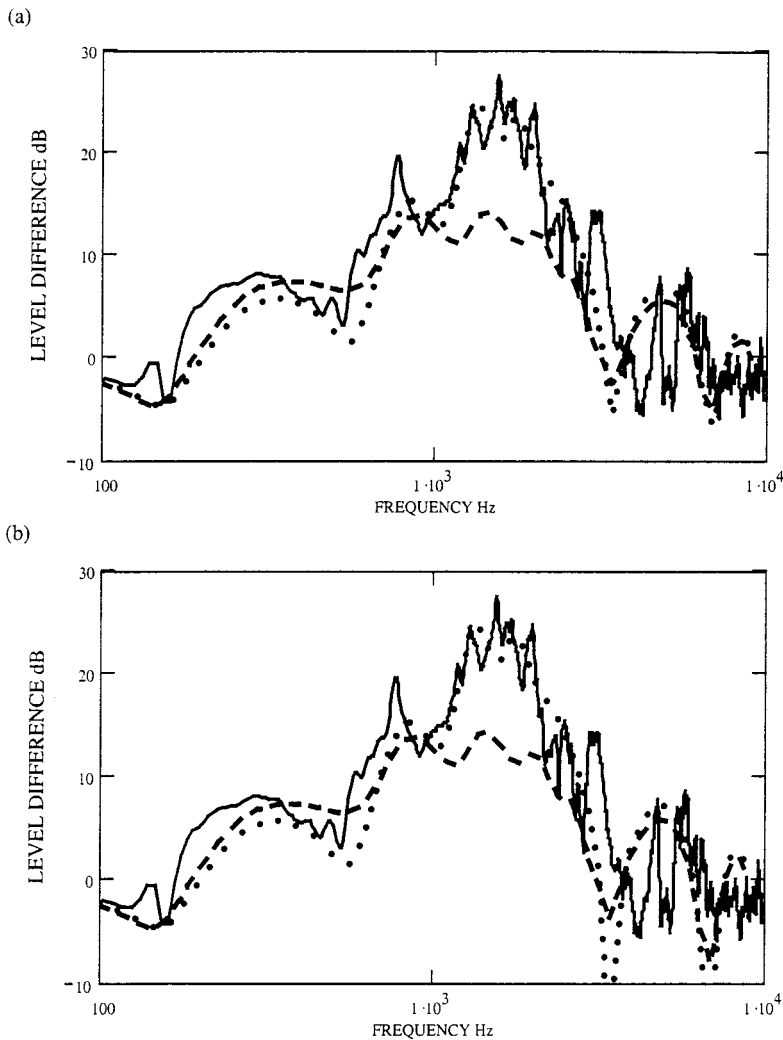 (a)
30
20
10
0
−10
LEVEL DIFFERENCE dB
100
1·10³
1·10⁴
FREQUENCY Hz
(b)
30
20
10
0
−10
LEVEL DIFFERENCE dB
100
1·10³
1·10⁴
FREQUENCY Hz